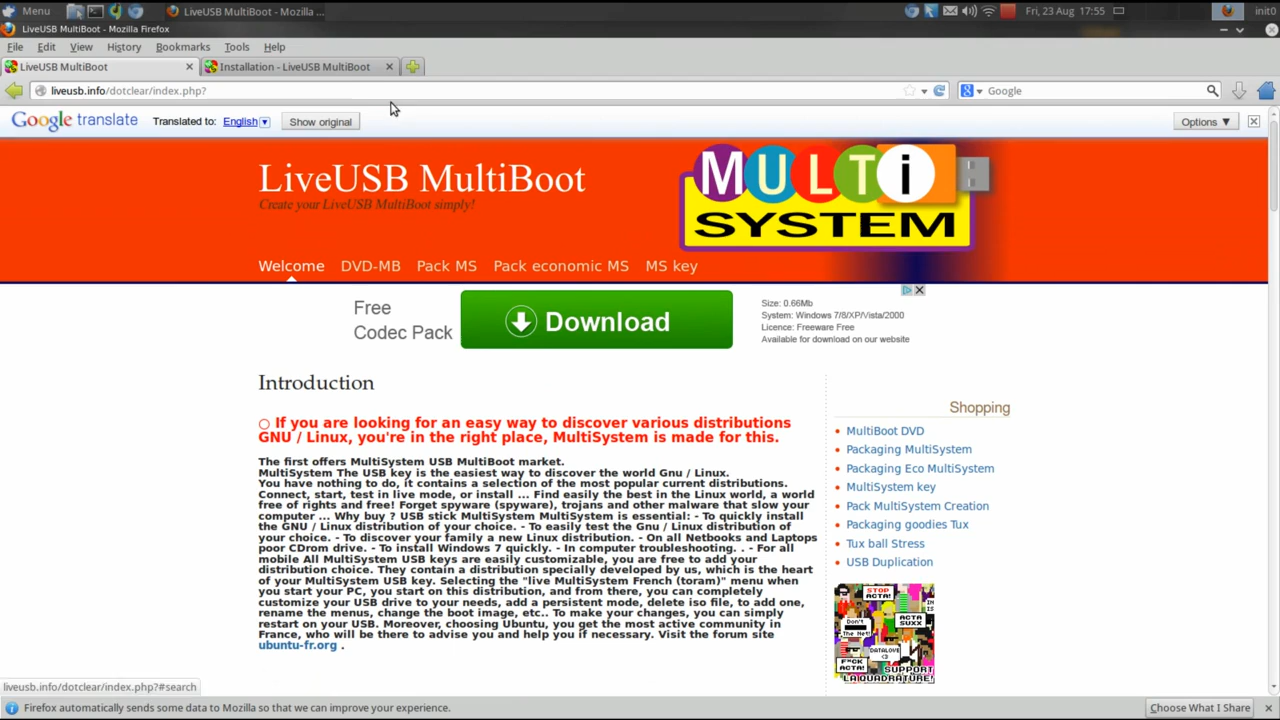 Menu
LiveUSB MultiBoot - Mozilla ...
Fri, 23 Aug 17:55
init0
LiveUSB MultiBoot - Mozilla Firefox
File Edit View History Bookmarks Tools Help
LiveUSB MultiBoot
Installation - LiveUSB MultiBoot
liveusb.info/dotclear/index.php?
Google
Google translate Translated to: English Show original Options ▼
LiveUSB MultiBoot
Create your LiveUSB MultiBoot simply!
MULTi
SYSTEM
Welcome DVD-MB Pack MS Pack economic MS MS key
Free
Codec Pack
Download
Size: 0.66Mb
System: Windows 7/8/XP/Vista/2000
Licence: Freeware Free
Available for download on our website
Introduction
○ If you are looking for an easy way to discover various distributions
GNU / Linux, you're in the right place, MultiSystem is made for this.
The first offers MultiSystem USB MultiBoot market.
MultiSystem The USB key is the easiest way to discover the world Gnu / Linux.
You have nothing to do, it contains a selection of the most popular current distributions.
Connect, start, test in live mode, or install ... Find easily the best in the Linux world, a world
free of rights and free! Forget spyware (spyware), trojans and other malware that slow your
computer ... Why buy ? USB stick MultiSystem MultiSystem is essential: - To quickly install
the GNU / Linux distribution of your choice. - To easily test the Gnu / Linux distribution of
your choice. - To discover your family a new Linux distribution. - On all Netbooks and Laptops
poor CDrom drive. - To install Windows 7 quickly. - In computer troubleshooting. . - For all
mobile All MultiSystem USB keys are easily customizable, you are free to add your
distribution choice. They contain a distribution specially developed by us, which is the heart
of your MultiSystem USB key. Selecting the "live MultiSystem French (toram)" menu when
you start your PC, you start on this distribution, and from there, you can completely
customize your USB drive to your needs, add a persistent mode, delete iso file, to add one,
rename the menus, change the boot image, etc.. To make your changes, you can simply
restart on your USB. Moreover, choosing Ubuntu, you get the most active community in
France, who will be there to advise you and help you if necessary. Visit the forum site
ubuntu-fr.org .
Shopping
MultiBoot DVD
Packaging MultiSystem
Packaging Eco MultiSystem
MultiSystem key
Pack MultiSystem Creation
Packaging goodies Tux
Tux ball Stress
USB Duplication
STOP
ACTA!
Don't
The Net!
ACTA
SUXX
DATALOVE
<3
F*CK
ACTA!
SUPPORT
LA QUADRATURE!
liveusb.info/dotclear/index.php?#search
Firefox automatically sends some data to Mozilla so that we can improve your experience.
Choose What I Share